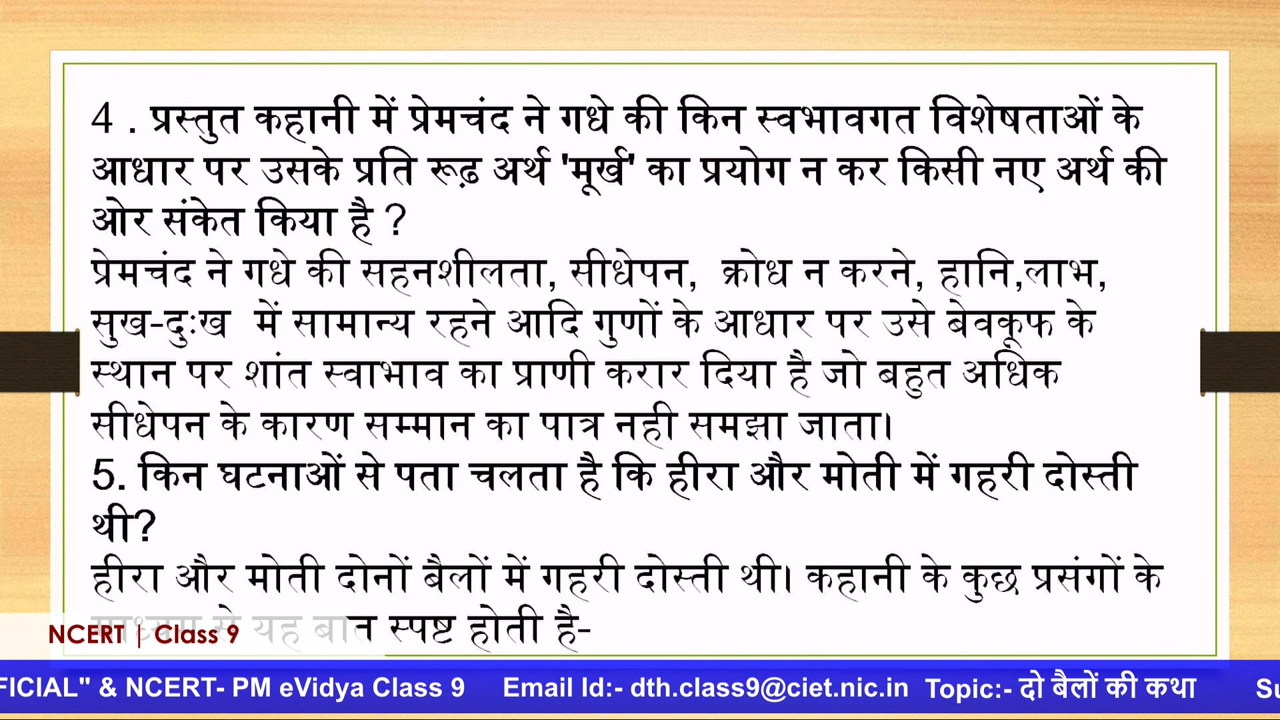 4 . प्रस्तुत कहानी में प्रेमचंद ने गधे की किन स्वभावगत विशेषताओं के
आधार पर उसके प्रति रूढ़ अर्थ 'मूर्ख' का प्रयोग न कर किसी नए अर्थ की
ओर संकेत किया है ?
प्रेमचंद ने गधे की सहनशीलता, सीधेपन, क्रोध न करने, हानि,लाभ,
सुख-दुःख में सामान्य रहने आदि गुणों के आधार पर उसे बेवकूफ के
स्थान पर शांत स्वाभाव का प्राणी करार दिया है जो बहुत अधिक
सीधेपन के कारण सम्मान का पात्र नही समझा जाता।
5. किन घटनाओं से पता चलता है कि हीरा और मोती में गहरी दोस्ती
थी?
हीरा और मोती दोनों बैलों में गहरी दोस्ती थी। कहानी के कुछ प्रसंगों के
माध्यम से यह बात स्पष्ट होती है-
NCERT | Class 9
FICIAL" & NCERT- PM eVidya Class 9 Email Id:- dth.class9@ciet.nic.in Topic:- दो बैलों की कथा Su